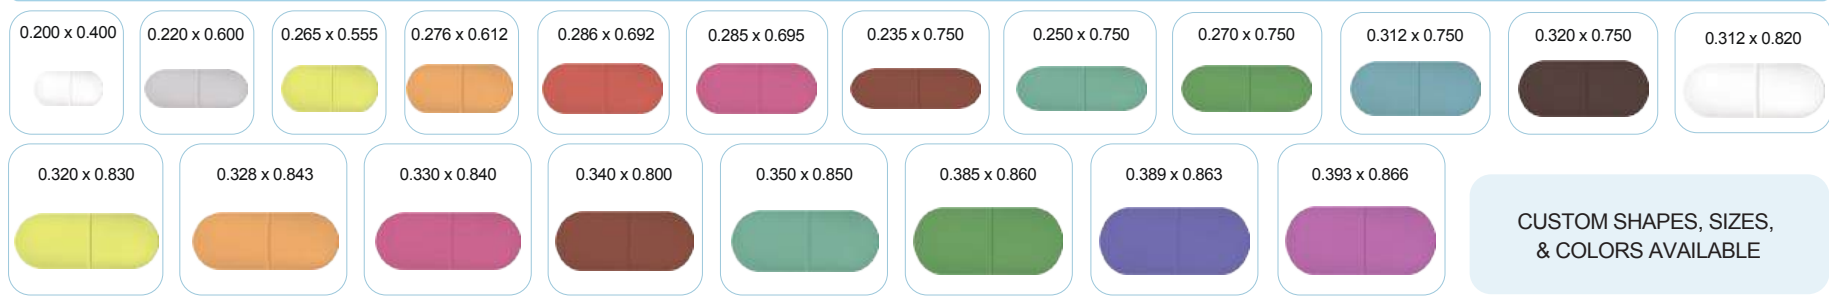 0.200 x 0.400
0.220 x 0.600
0.265 x 0.555
0.276 x 0.612
0.286 x 0.692
0.285 x 0.695
0.235 x 0.750
0.250 x 0.750
0.270 x 0.750
0.312 x 0.750
0.320 x 0.750
0.312 x 0.820
0.320 x 0.830
0.328 x 0.843
0.330 x 0.840
0.340 x 0.800
0.350 x 0.850
0.385 x 0.860
0.389 x 0.863
0.393 x 0.866
CUSTOM SHAPES, SIZES,
& COLORS AVAILABLE